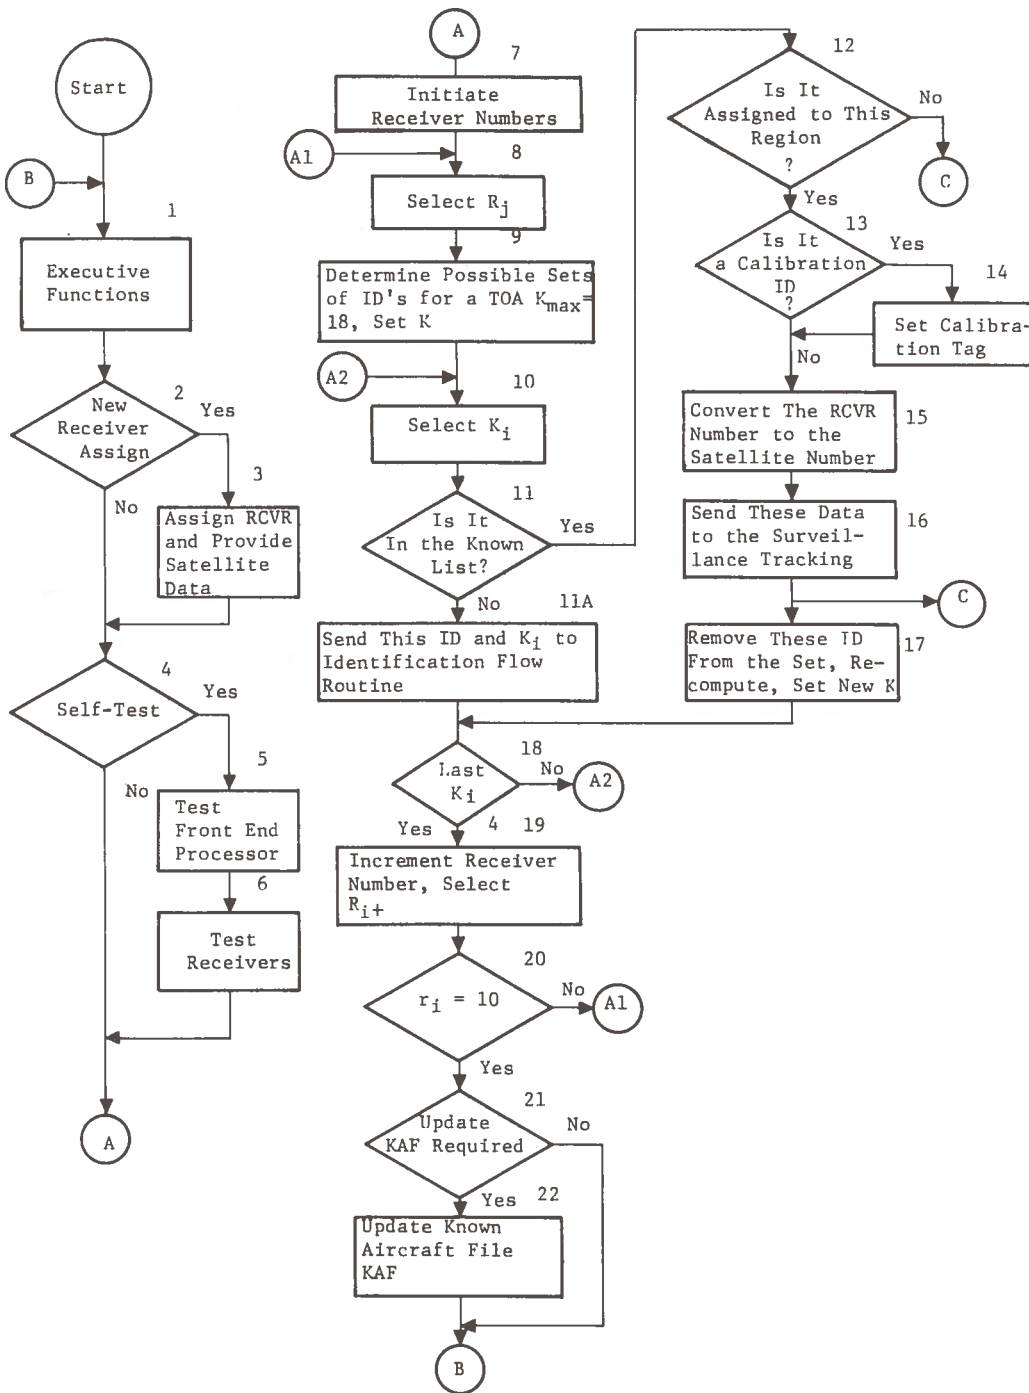 Start
B
1
Executive
Functions
2
New
Receiver
Assign
Yes
No
3
Assign RCVR
and Provide
Satellite
Data
4
Self-Test
Yes
No
5
Test
Front End
Processor
6
Test
Receivers
A
A
7
Initiate
Receiver Numbers
A1
8
Select Rj
9
Determine Possible Sets
of ID's for a TOA Kmax=
18, Set K
A2
10
Select Ki
11
Is It
In the Known
List?
Yes
No
11A
Send This ID and Ki to
Identification Flow
Routine
18
Last
Ki
No
A2
Yes
4
19
Increment Receiver
Number, Select
Ri+
20
ri = 10
No
A1
Yes
21
Update
KAF Required
No
Yes
22
Update Known
Aircraft File
KAF
B
12
Is It
Assigned to This
Region
?
No
C
Yes
13
Is It
a Calibration
ID
?
Yes
14
Set Calibra-
tion Tag
No
15
Convert The RCVR
Number to the
Satellite Number
16
Send These Data
to the Surveil-
lance Tracking
C
17
Remove These ID
From the Set, Re-
compute, Set New K